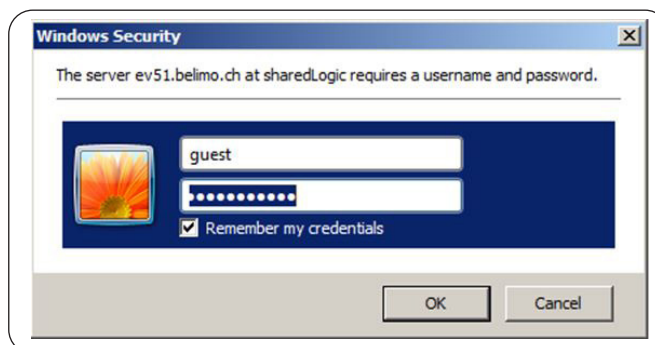 Windows Security
The server ev51.belimo.ch at sharedLogic requires a username and password.
guest
●●●●●●●●●●●
Remember my credentials
OK
Cancel